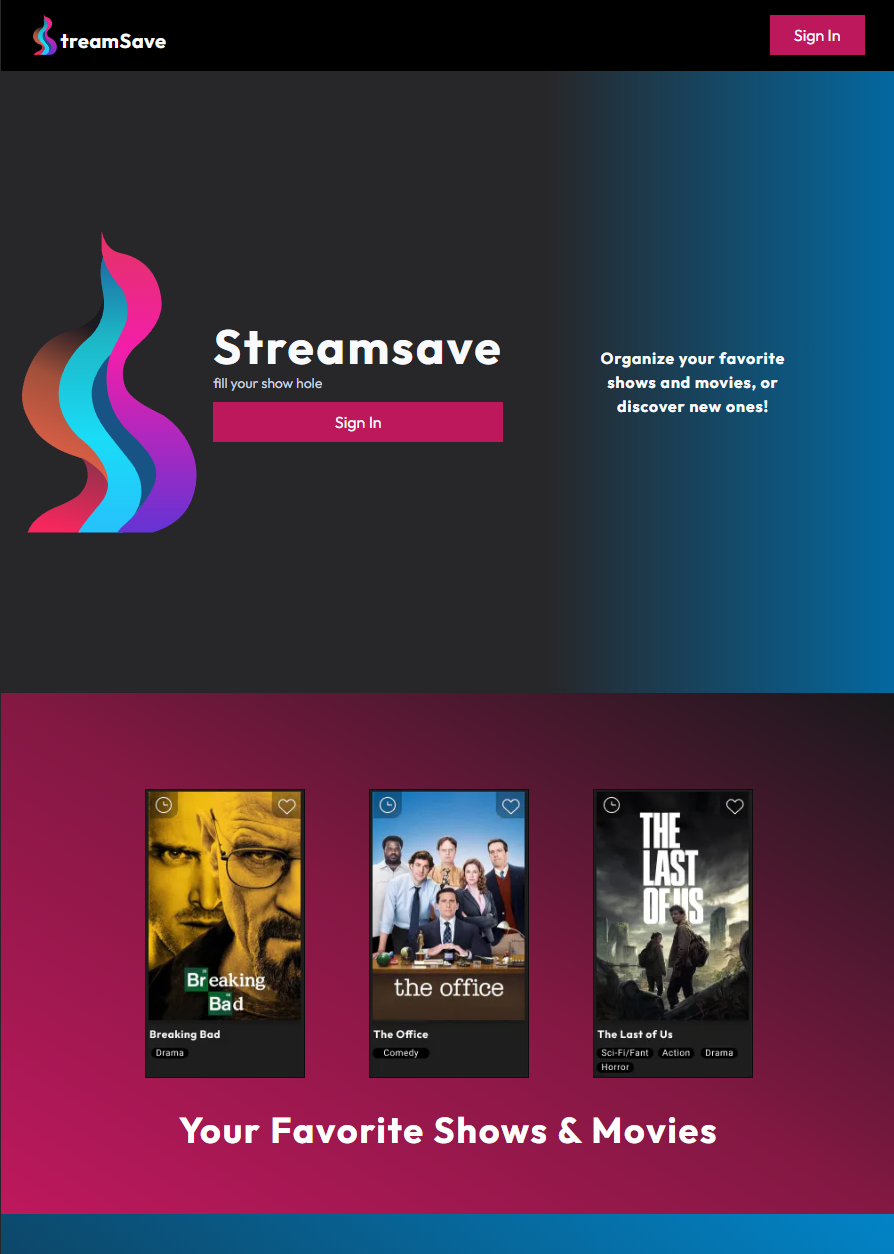 treamSave
Sign In
Streamsave
fill your show hole
Sign In
Organize your favorite
shows and movies, or
discover new ones!
Breaking
Bad
the office
THE
LAST
OF US
Breaking Bad
Drama
The Office
Comedy
The Last of Us
Sci-Fi/Fant Action Drama
Horror
Your Favorite Shows & Movies